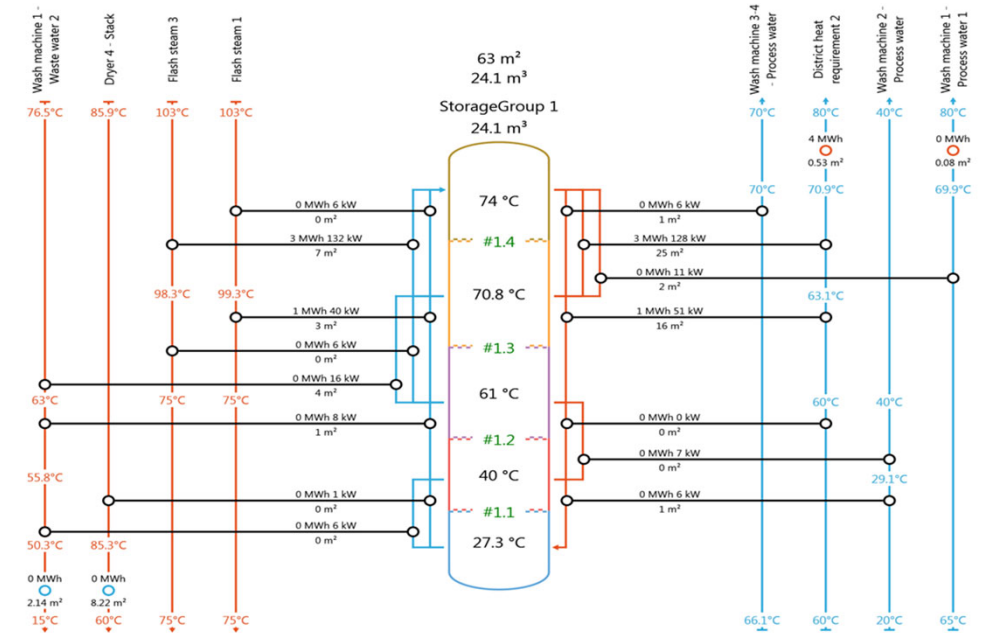 Wash machine 1 -
Waste water 2
Dryer 4 - Stack
Flash steam 3
Flash steam 1
Wash machine 3-4
- Process water
District heat
requirement 2
Wash machine 2 -
Process water
Wash machine 1 -
Process water 1
63 m²
24.1 m³
StorageGroup 1
24.1 m³
76.5°C 85.9°C 103°C 103°C 70°C 80°C 40°C 80°C
4 MWh 0 MWh
0.53 m² 0.08 m²
70°C 70.9°C 69.9°C
74 °C
0 MWh 6 kW 0 MWh 6 kW
0 m² 1 m²
3 MWh 132 kW #1.4 3 MWh 128 kW
7 m² 25 m²
0 MWh 11 kW
2 m²
98.3°C 99.3°C 70.8 °C 63.1°C
1 MWh 40 kW 1 MWh 51 kW
3 m² 16 m²
0 MWh 6 kW #1.3
0 m²
0 MWh 16 kW
4 m²
61 °C
63°C 75°C 75°C 60°C 40°C
0 MWh 8 kW 0 MWh 0 kW
1 m² 0 m²
#1.2
0 MWh 7 kW
0 m²
55.8°C 40 °C 29.1°C
0 MWh 1 kW 0 MWh 6 kW
0 m² 1 m²
#1.1
0 MWh 6 kW
0 m²
50.3°C 85.3°C 27.3 °C
0 MWh 0 MWh
2.14 m² 8.22 m²
15°C 60°C 75°C 75°C 66.1°C 60°C 20°C 65°C